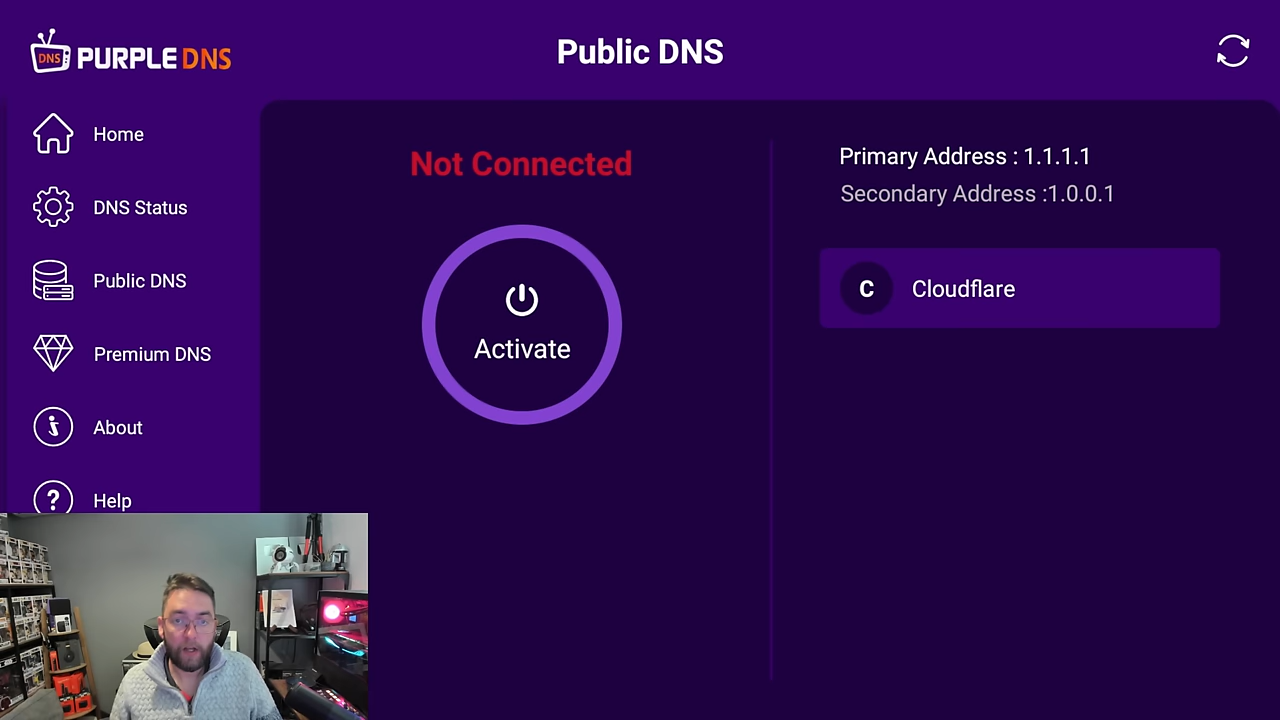 DNS PURPLE DNS
Public DNS
Home
DNS Status
Public DNS
Premium DNS
About
Help
Not Connected
Activate
Primary Address : 1.1.1.1
Secondary Address :1.0.0.1
C Cloudflare